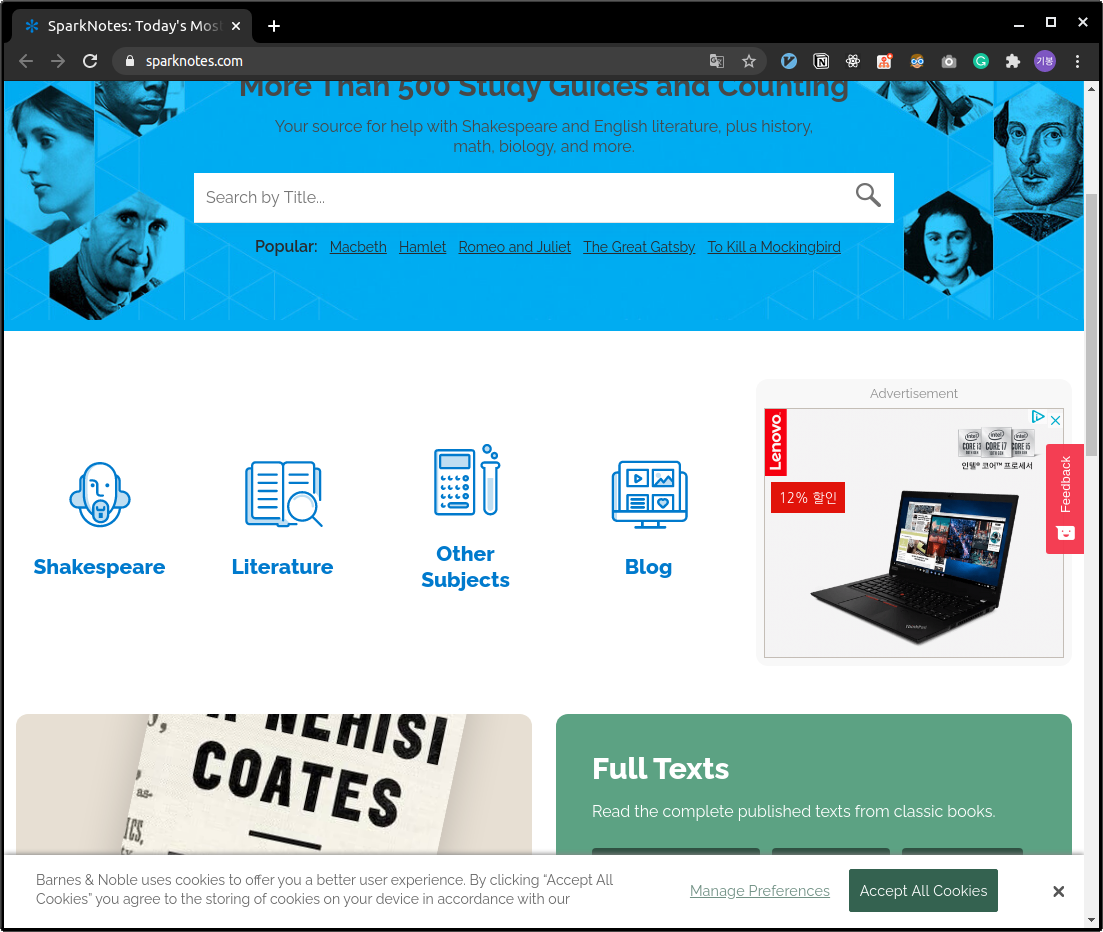 SparkNotes: Today's Most
sparknotes.com
기봉
More Than 500 Study Guides and Counting
Your source for help with Shakespeare and English literature, plus history,
math, biology, and more.
Search by Title...
Popular: Macbeth Hamlet Romeo and Juliet The Great Gatsby To Kill a Mockingbird
Advertisement
Lenovo
intel CORE i3 intel CORE i7 intel CORE i5
인텔® 코어™ 프로세서
12% 할인
ThinkPad
Feedback
Shakespeare
Literature
Other
Subjects
Blog
NEHISI
COATES
as-
ICS,
Full Texts
Read the complete published texts from classic books.
Barnes & Noble uses cookies to offer you a better user experience. By clicking “Accept All
Cookies” you agree to the storing of cookies on your device in accordance with our
Manage Preferences
Accept All Cookies